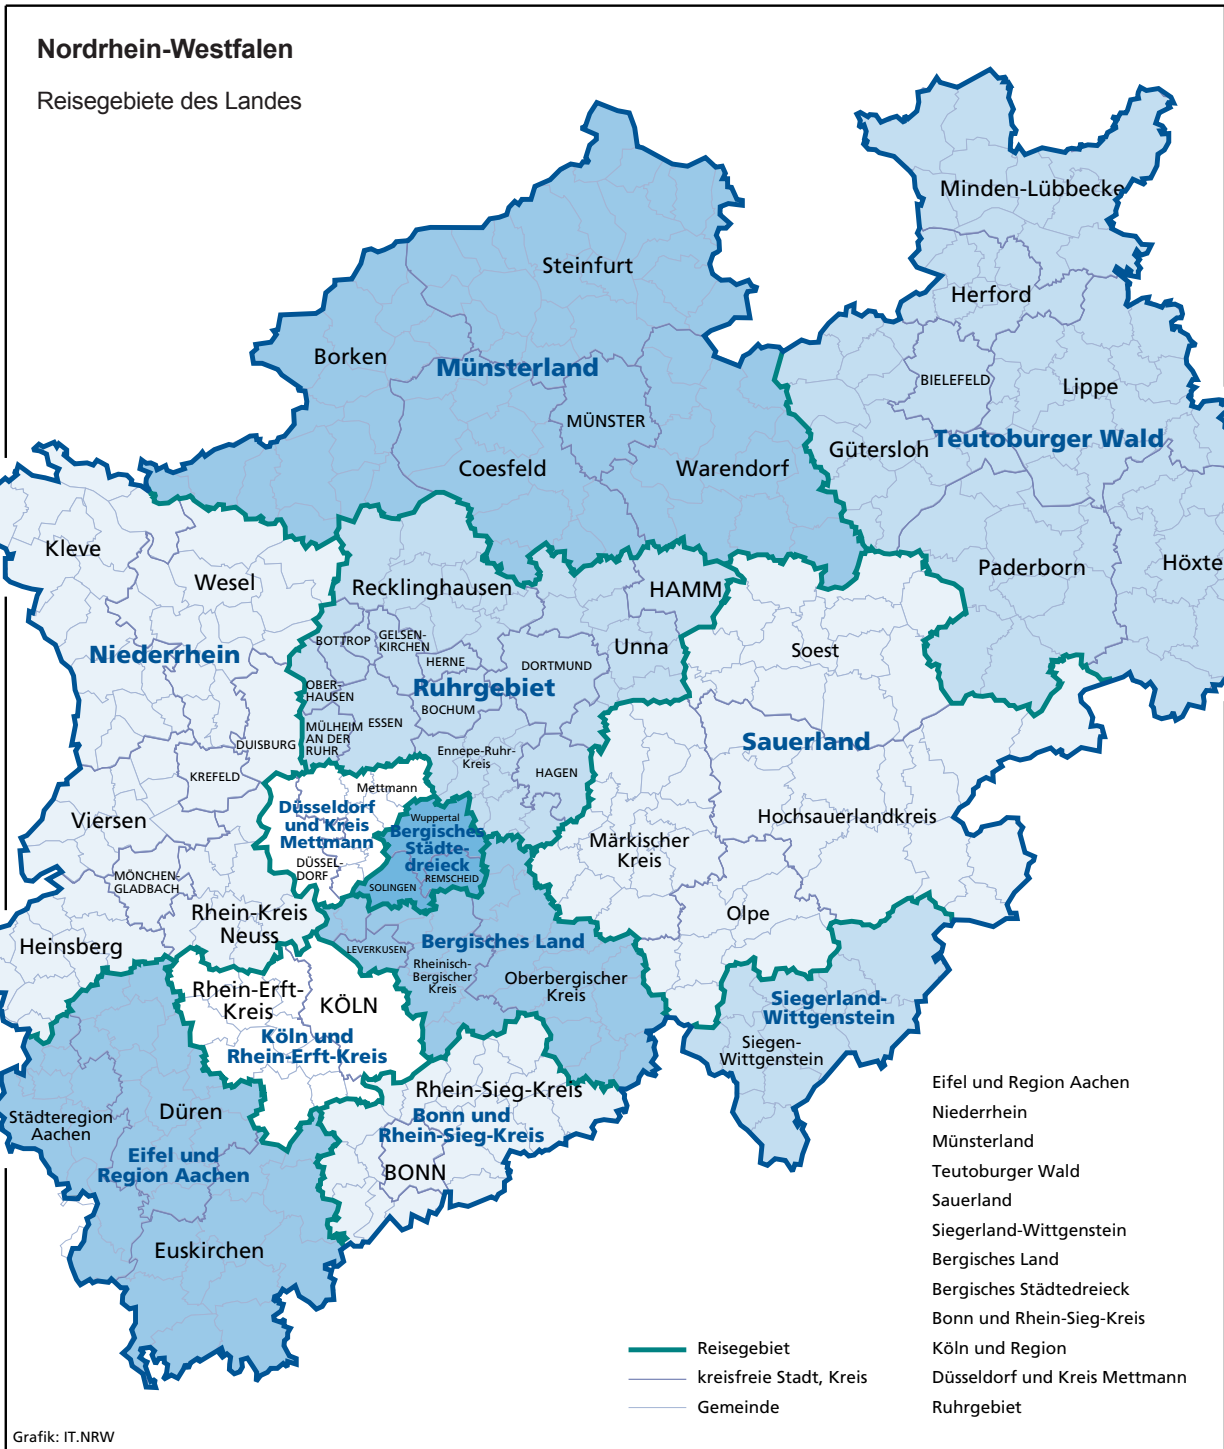 Nordrhein-Westfalen
Reisegebiete des Landes
Minden-Lübbecke
Steinfurt
Herford
Borken
Münsterland
BIELEFELD
Lippe
MÜNSTER
Teutoburger Wald
Gütersloh
Coesfeld
Warendorf
Kleve
Wesel
Recklinghausen
HAMM
Paderborn
Höxte
Niederrhein
BOTTROP
GELSEN-
KIRCHEN
HERNE
DORTMUND
Unna
Soest
Ruhrgebiet
OBER-
HAUSEN
BOCHUM
ESSEN
MÜLHEIM
AN DER
RUHR
DUISBURG
Sauerland
Ennepe-Ruhr-
Kreis
HAGEN
KREFELD
Mettmann
Düsseldorf
und Kreis
Mettmann
Viersen
Wuppertal
Bergisches
Städte-
dreieck
Hochsauerlandkreis
Märkischer
Kreis
DÜSSEL-
DORF
MÖNCHEN-
GLADBACH
SOLINGEN
REMSCHEID
Rhein-Kreis
Neuss
Olpe
Heinsberg
LEVERKUSEN
Bergisches Land
Rheinisch-
Bergischer
Kreis
Oberbergischer
Kreis
Rhein-Erft-
Kreis
KÖLN
Siegerland-
Wittgenstein
Köln und
Rhein-Erft-Kreis
Siegen-
Wittgenstein
Rhein-Sieg-Kreis
Bonn und
Rhein-Sieg-Kreis
Städteregion
Aachen
Düren
Eifel und
Region Aachen
BONN
Euskirchen
Eifel und Region Aachen
Niederrhein
Münsterland
Teutoburger Wald
Sauerland
Siegerland-Wittgenstein
Bergisches Land
Bergisches Städtedreieck
Bonn und Rhein-Sieg-Kreis
Köln und Region
Düsseldorf und Kreis Mettmann
Ruhrgebiet
Reisegebiet
kreisfreie Stadt, Kreis
Gemeinde
Grafik: IT.NRW